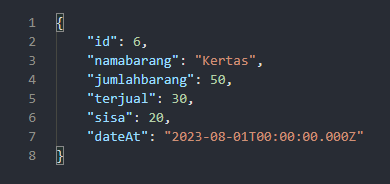 1 {
2 "id": 6,
3 "namabarang": "Kertas",
4 "jumlahbarang": 50,
5 "terjual": 30,
6 "sisa": 20,
7 "dateAt": "2023-08-01T00:00:00.000Z"
8 }